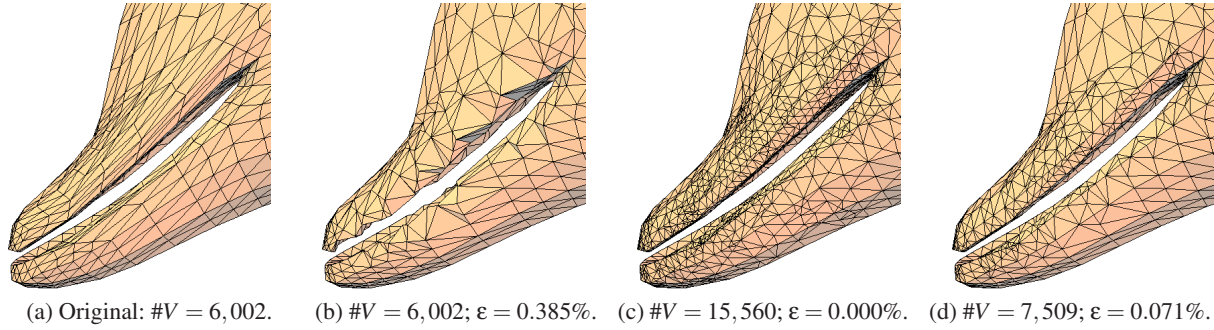 (a) Original: #V = 6,002.
(b) #V = 6,002; ε = 0.385%.
(c) #V = 15,560; ε = 0.000%.
(d) #V = 7,509; ε = 0.071%.